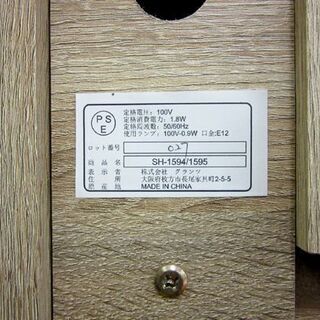 PSE
定格電圧：100V
定格消費電力：1.8W
定格周波数：50/60Hz
使用ランプ：100V-0.9W 口金：E12
ロット番号 027
商品名 SH-1594/1595
表示者 株式会社 グランツ
住所 大阪府枚方市長尾家具町2-5-5
原産地 MADE IN CHINA